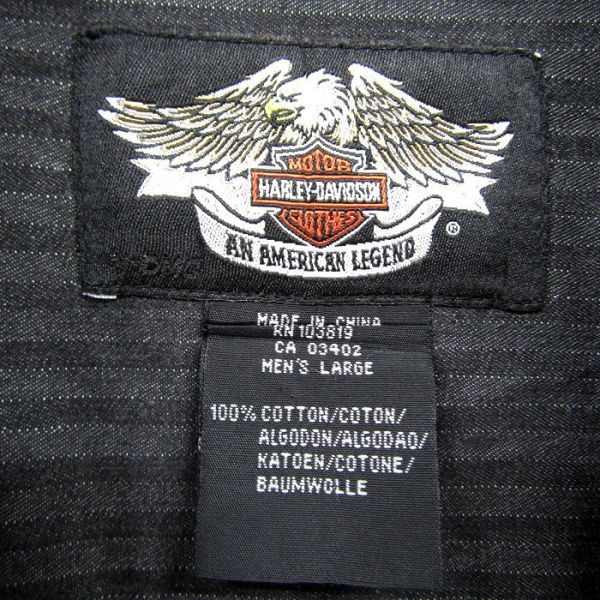 MOTOR
HARLEY-DAVIDSON
CLOTHES
AN AMERICAN LEGEND
®
MADE IN CHINA
RN 103819
CA 03402
MEN'S LARGE
100% COTTON/COTON/
ALGODON/ALGODAO/
KATOEN/COTONE/
BAUMWOLLE